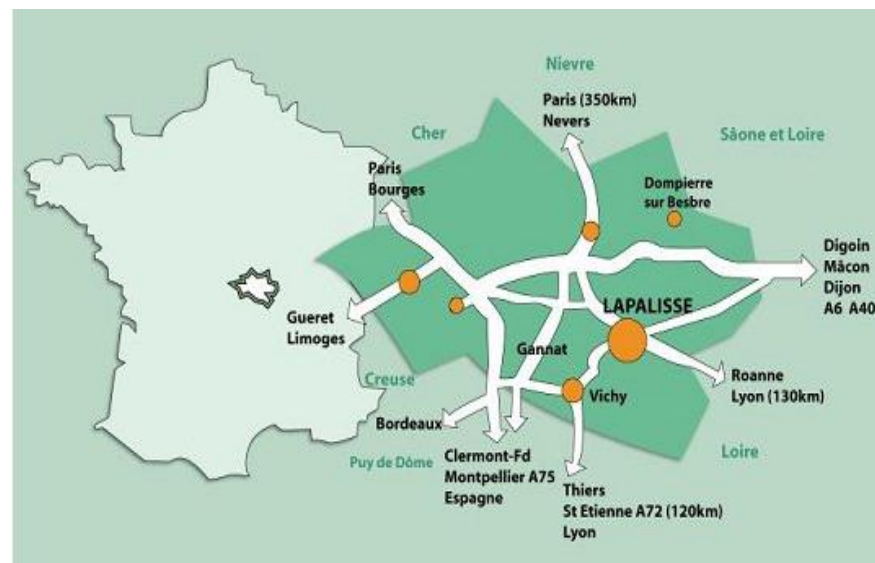 Nievre
Paris (350km)
Nevers
Cher
Sâone et Loire
Paris
Bourges
Dompierre
sur Besbre
Digoin
Mâcon
Dijon
A6 A40
LAPALISSE
Gueret
Limoges
Gannat
Creuse
Roanne
Lyon (130km)
Vichy
Bordeaux
Puy de Dôme
Clermont-Fd
Montpellier A75
Espagne
Loire
Thiers
St Etienne A72 (120km)
Lyon